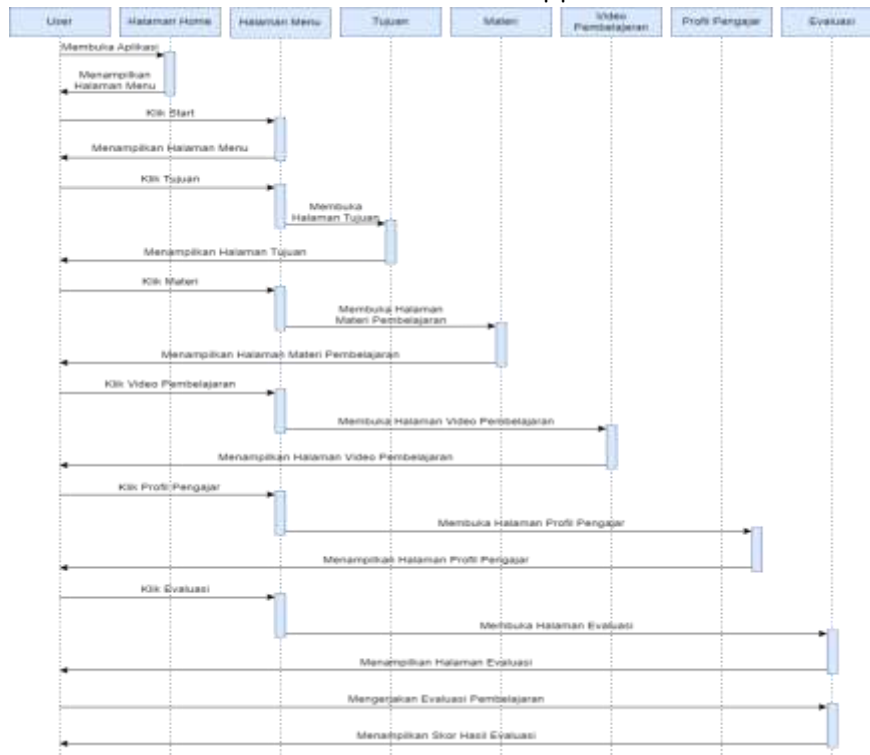 User
Halaman Home
Halaman Menu
Tujuan
Materi
Video
Pembelajaran
Profil Pengajar
Evaluasi
Membuka Aplikasi
Menampilkan
Halaman Menu
Klik Start
Menampilkan Halaman Menu
Klik Tujuan
Membuka
Halaman Tujuan
Menampilkan Halaman Tujuan
Klik Materi
Membuka Halaman
Materi Pembelajaran
Menampilkan Halaman Materi Pembelajaran
Klik Video Pembelajaran
Membuka Halaman Video Pembelajaran
Menampilkan Halaman Video Pembelajaran
Klik Profil Pengajar
Membuka Halaman Profil Pengajar
Menampilkan Halaman Profil Pengajar
Klik Evaluasi
Membuka Halaman Evaluasi
Menampilkan Halaman Evaluasi
Mengerjakan Evaluasi Pembelajaran
Menampilkan Skor Hasil Evaluasi